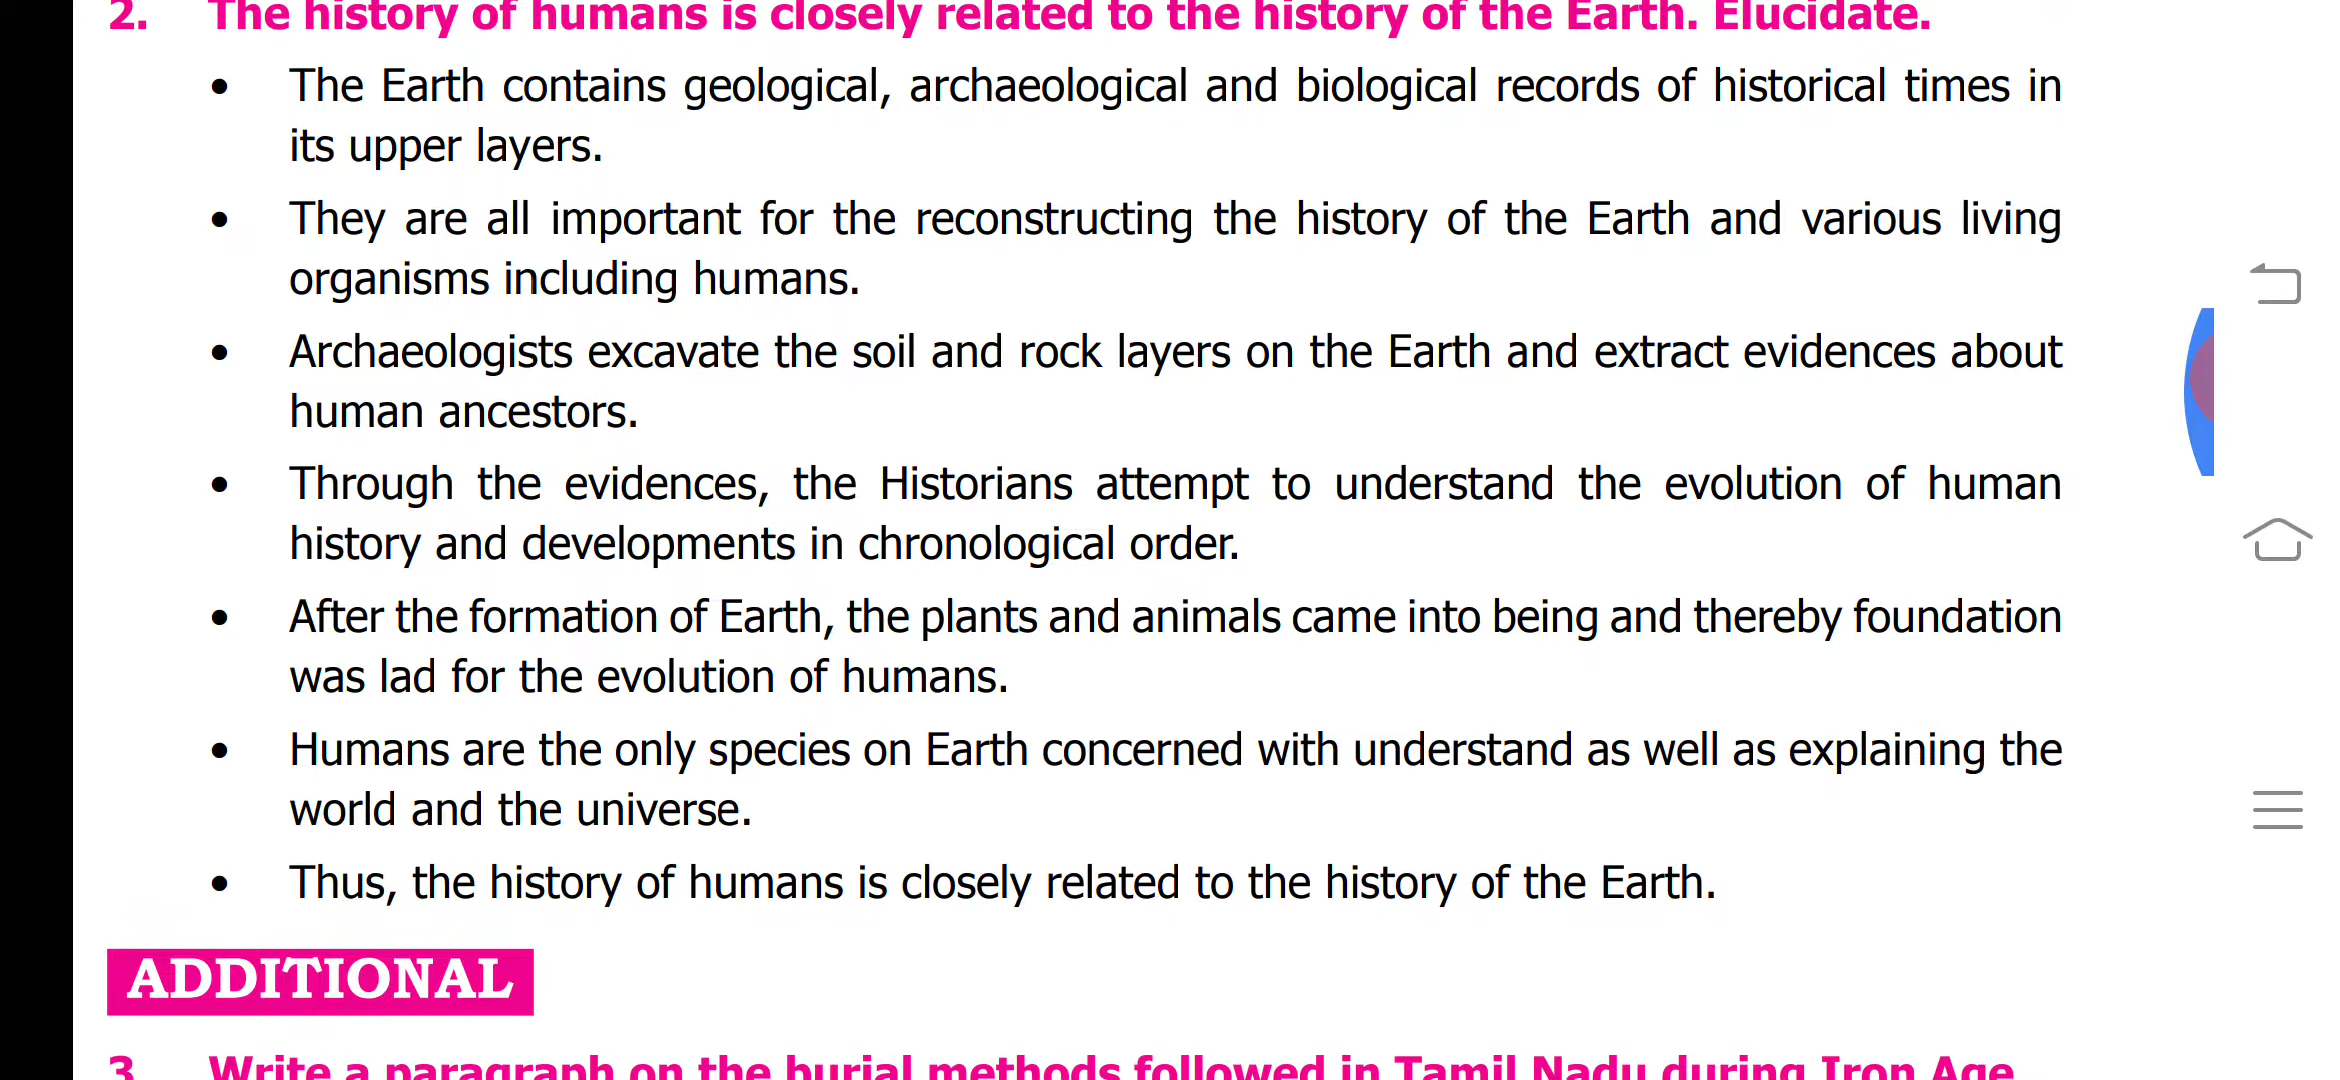 2. The history of humans is closely related to the history of the Earth. Elucidate.
• The Earth contains geological, archaeological and biological records of historical times in
its upper layers.
• They are all important for the reconstructing the history of the Earth and various living
organisms including humans.
• Archaeologists excavate the soil and rock layers on the Earth and extract evidences about
human ancestors.
• Through the evidences, the Historians attempt to understand the evolution of human
history and developments in chronological order.
• After the formation of Earth, the plants and animals came into being and thereby foundation
was lad for the evolution of humans.
• Humans are the only species on Earth concerned with understand as well as explaining the
world and the universe.
• Thus, the history of humans is closely related to the history of the Earth.
ADDITIONAL
3. Write a paragraph on the burial methods followed in Tamil Nadu during Iron Age